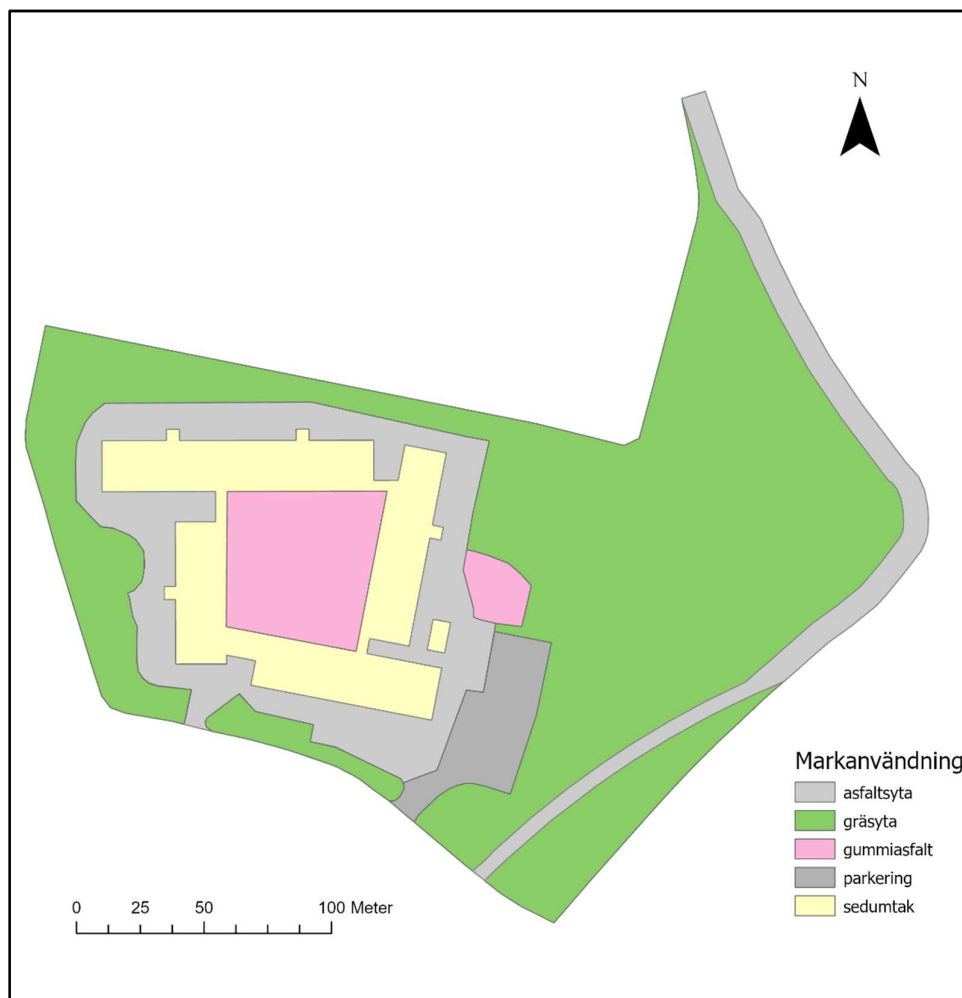 N
Markanvändning
asfaltsyta
gräsyta
gummiasfalt
parkering
sedumtak
0 25 50 100 Meter